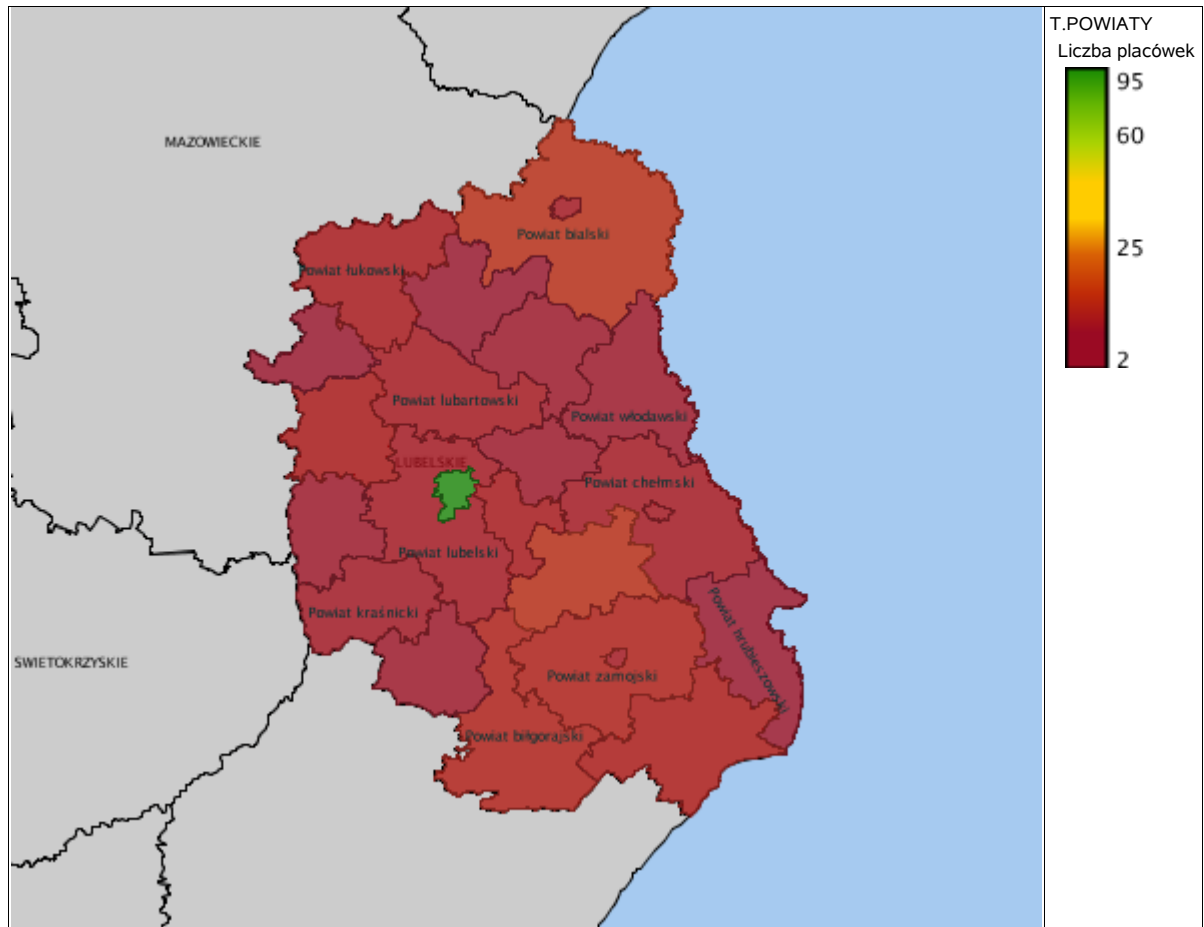 T.POWIATY
Liczba placówek
95
60
25
2
MAZOWIECKIE
Powiat bialski
Powiat łukowski
Powiat lubartowski
Powiat włodawski
LUBELSKIE
Powiat chełmski
Powiat lubelski
Powiat kraśnicki
Powiat hrubieszowski
SWIETOKRZYSKIE
Powiat zamojski
Powiat biłgorajski